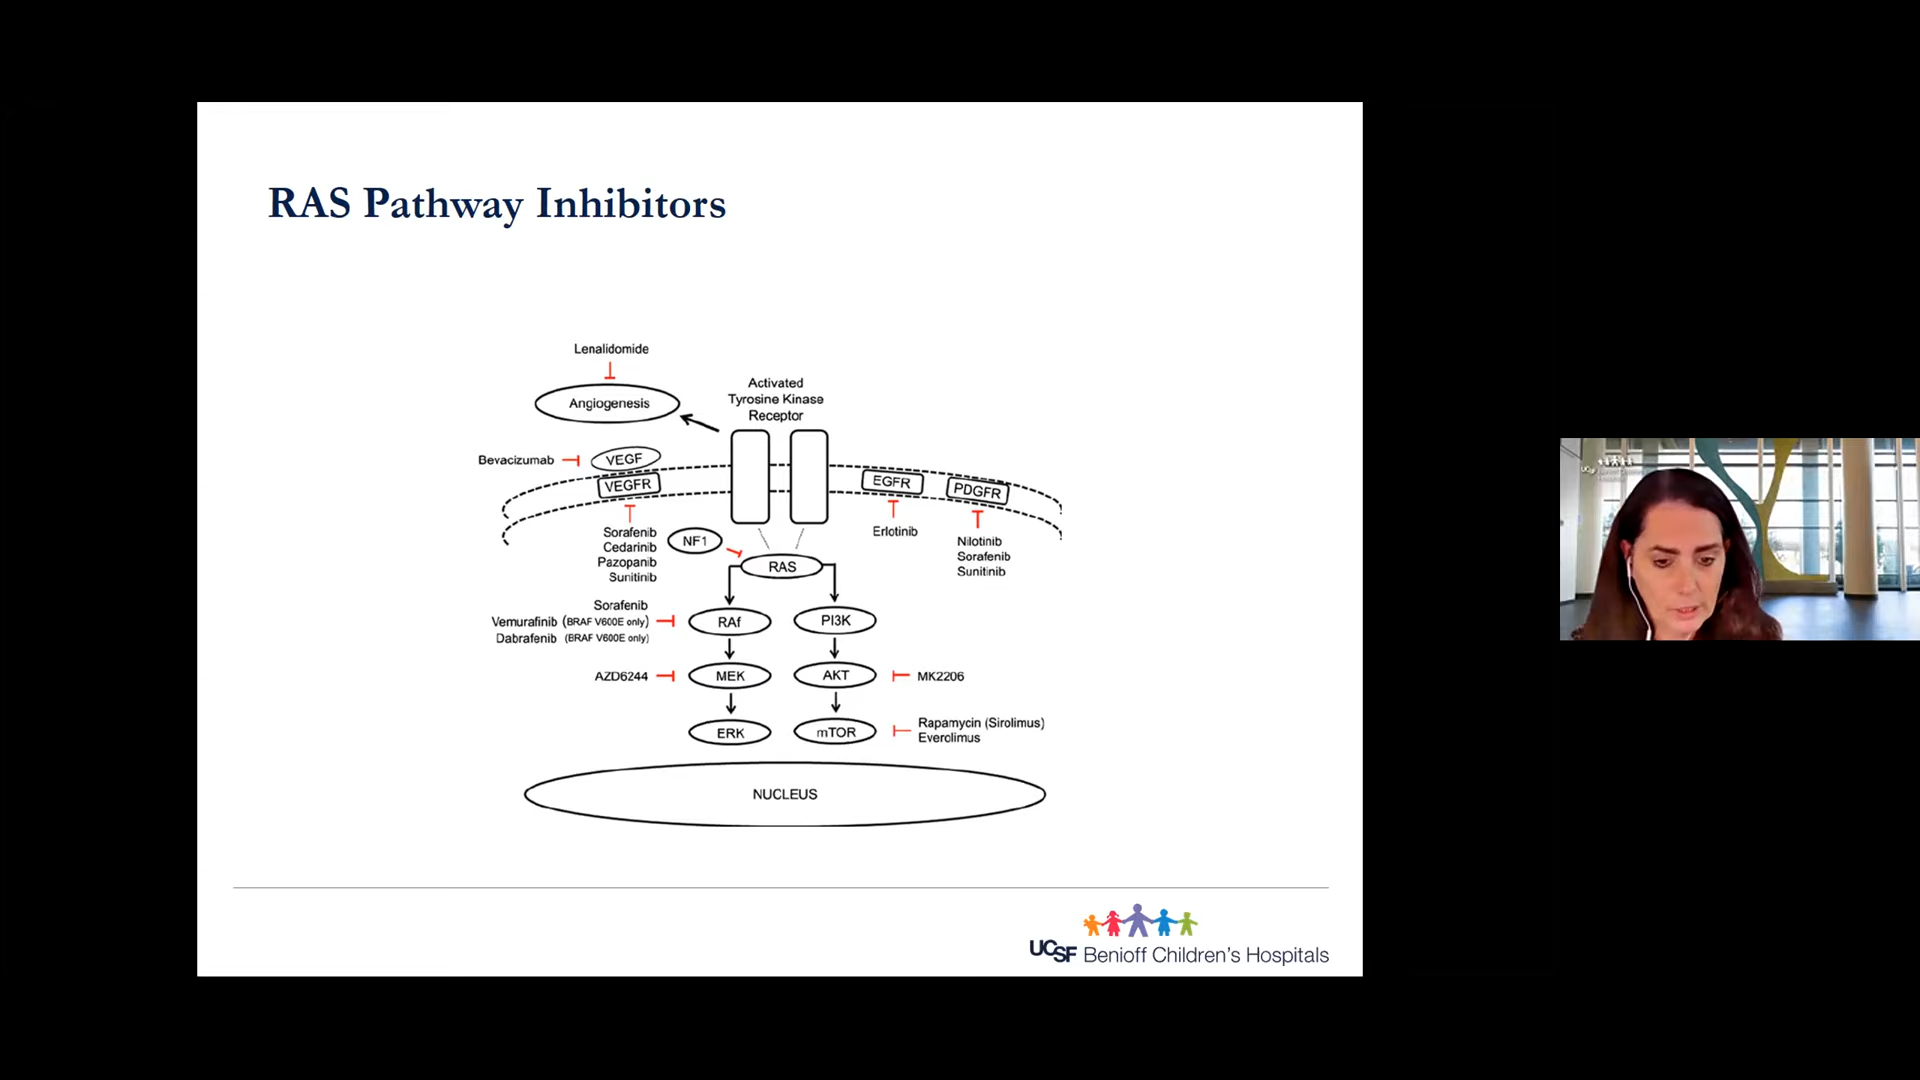 RAS Pathway Inhibitors
Lenalidomide
Angiogenesis
Activated
Tyrosine Kinase
Receptor
Bevacizumab
VEGF
VEGFR
EGFR
PDGFR
Sorafenib
Cedarinib
Pazopanib
Sunitinib
NF1
Erlotinib
Nilotinib
Sorafenib
Sunitinib
RAS
Sorafenib
Vemurafinib (BRAF V600E only)
Dabrafenib (BRAF V600E only)
RAf
PI3K
AZD6244
MEK
AKT
MK2206
ERK
mTOR
Rapamycin (Sirolimus)
Everolimus
NUCLEUS
UCSF Benioff Children's Hospitals